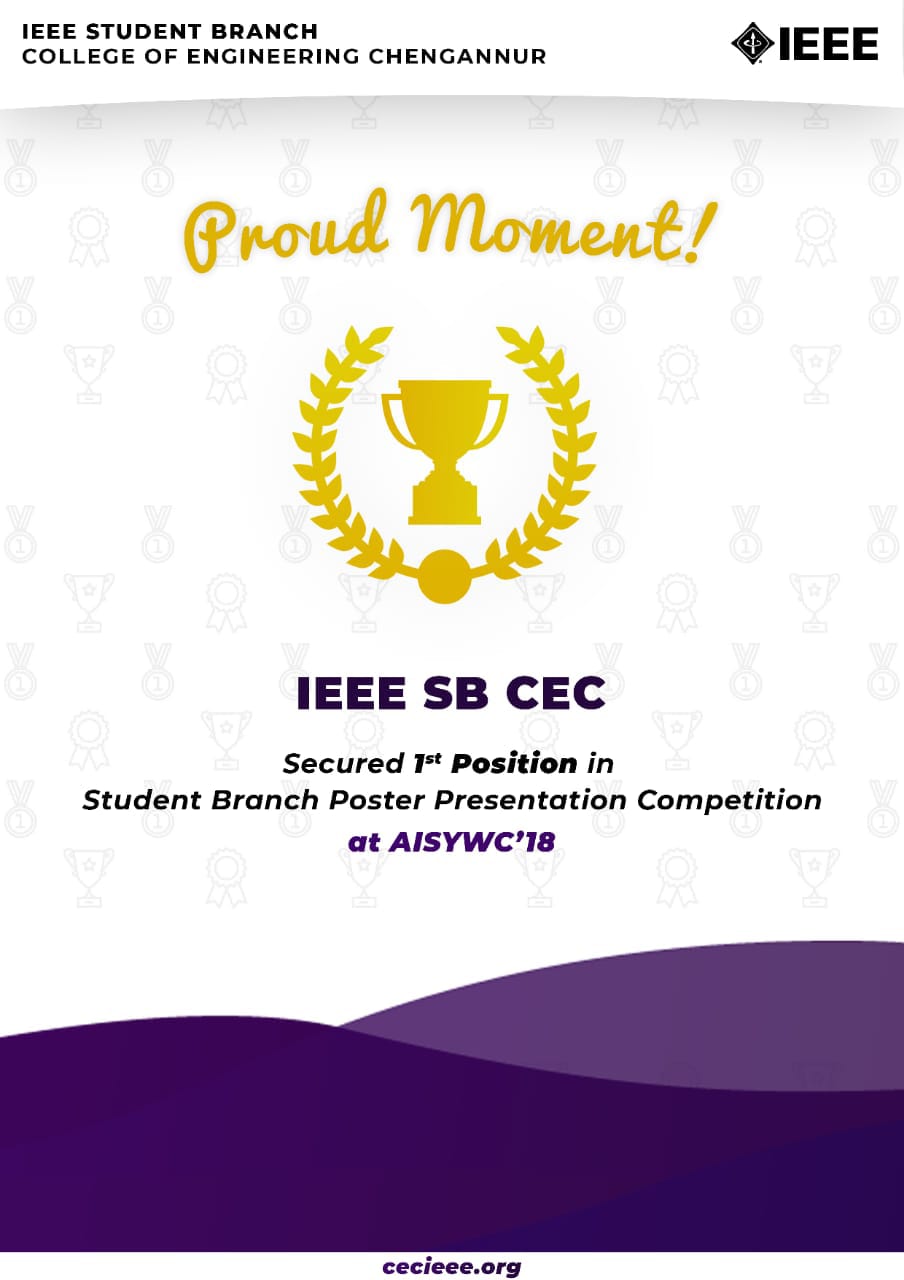 IEEE STUDENT BRANCH
COLLEGE OF ENGINEERING CHENGANNUR
IEEE
Proud Moment!
IEEE SB CEC
Secured 1st Position in
Student Branch Poster Presentation Competition
at AISYWC’18
cecieee.org